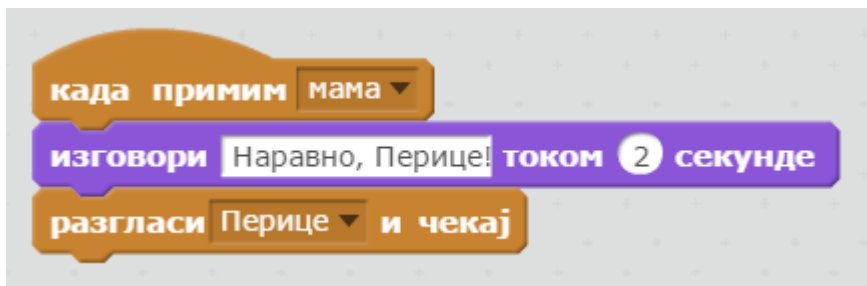 када примим мама
изговори Наравно, Перице! током 2 секунде
разгласи Перице и чекај